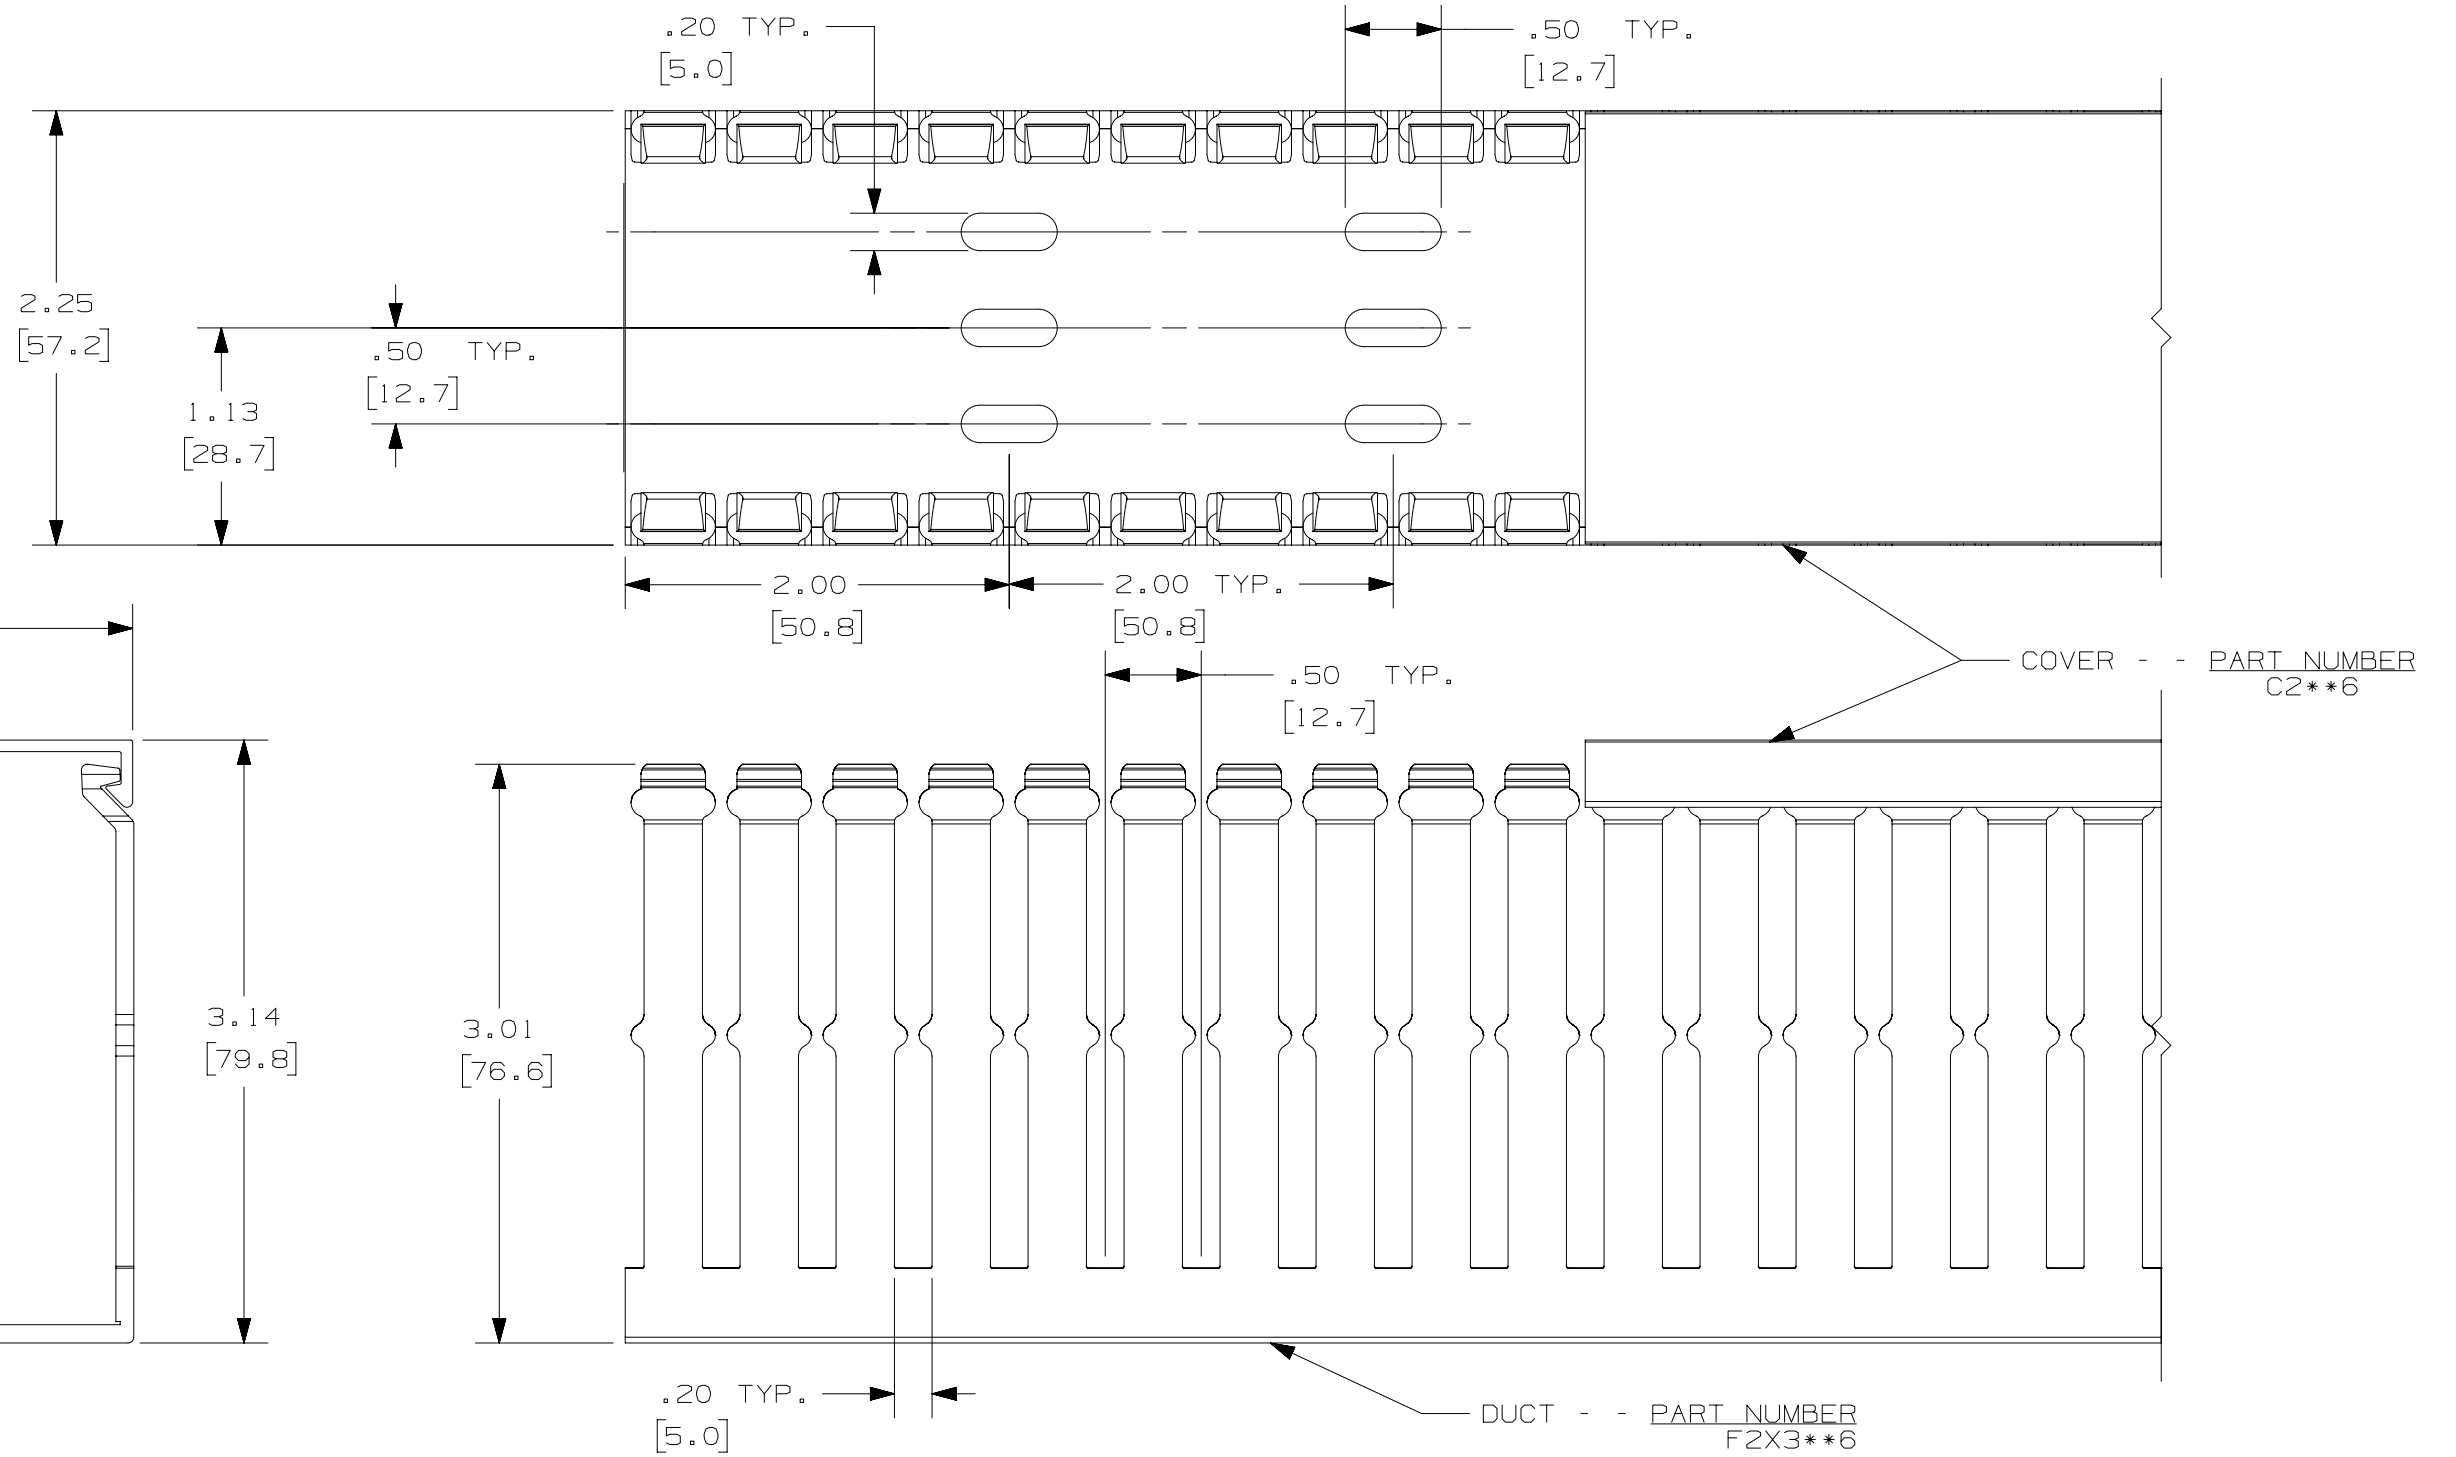 .20 TYP.
[5.0]
.50 TYP.
[12.7]
2.25
[57.2]
.50 TYP.
[12.7]
1.13
[28.7]
2.00
[50.8]
2.00 TYP.
[50.8]
.50 TYP.
[12.7]
COVER - - PART NUMBER
C2**6
3.14
[79.8]
3.01
[76.6]
.20 TYP.
[5.0]
DUCT - - PART NUMBER
F2X3**6